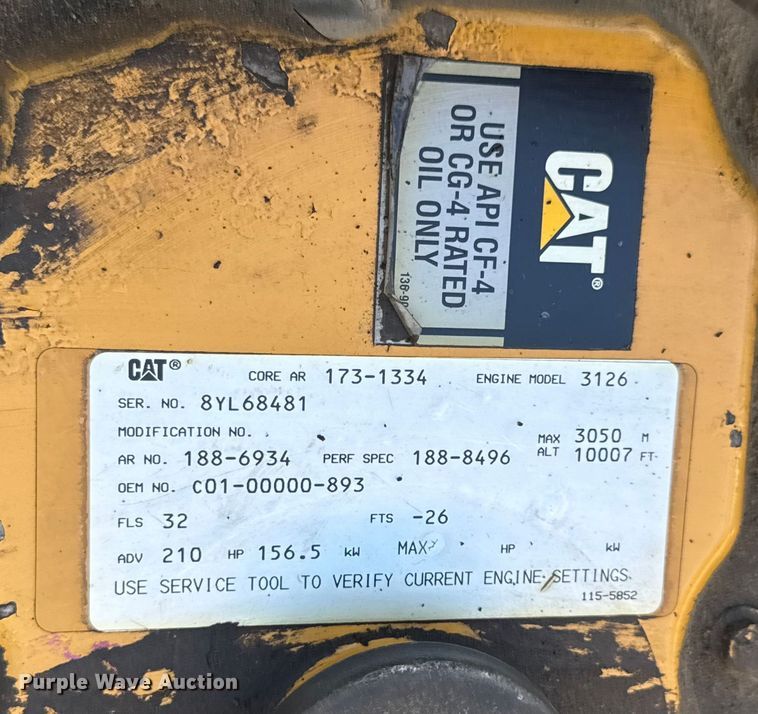 CAT®
USE API CF-4
OR CG-4 RATED
OIL ONLY
CAT® CORE AR 173-1334 ENGINE MODEL 3126
SER. NO. 8YL68481
MODIFICATION NO.
AR NO. 188-6934 PERF SPEC 188-8496 MAX ALT 3050 M 10007 FT
OEM NO. C01-00000-893
FLS 32 FTS -26
ADV 210 HP 156.5 kW MAX HP kW
USE SERVICE TOOL TO VERIFY CURRENT ENGINE SETTINGS
115-5852
Purple Wave Auction